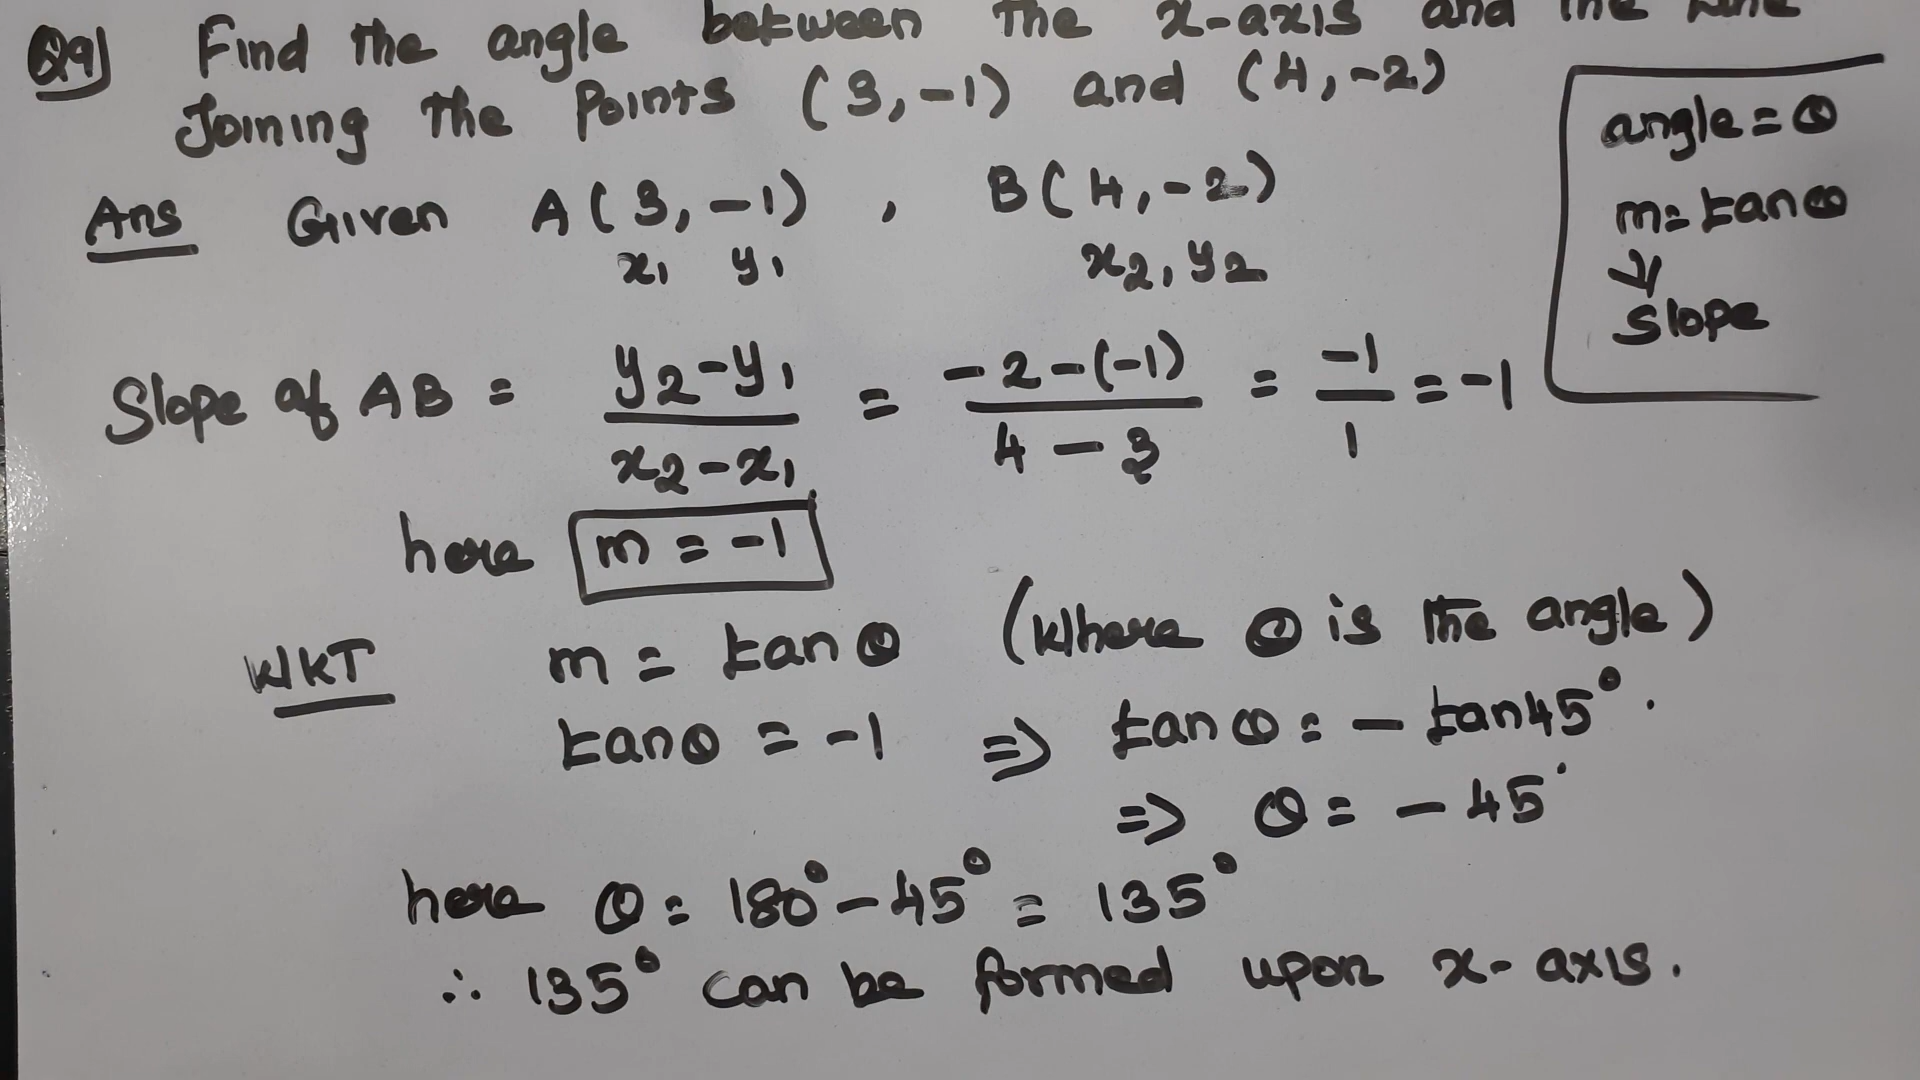 Q9) Find the angle between the x-axis and the line
Joining the Points (3,-1) and (4,-2)
Ans Given A(3,-1) , B(4,-2)
x₁ y₁ x₂, y₂
angle = θ
m = tanθ
↓
slope
Slope of AB = y₂-y₁ / x₂-x₁ = -2-(-1) / 4-3 = -1/1 = -1
here m = -1
WKT m = tanθ (Where θ is the angle)
tanθ = -1 ⇒ tanθ = - tan45°.
⇒ θ = -45°
here θ = 180° - 45° = 135°
∴ 135° can be formed upon x-axis.